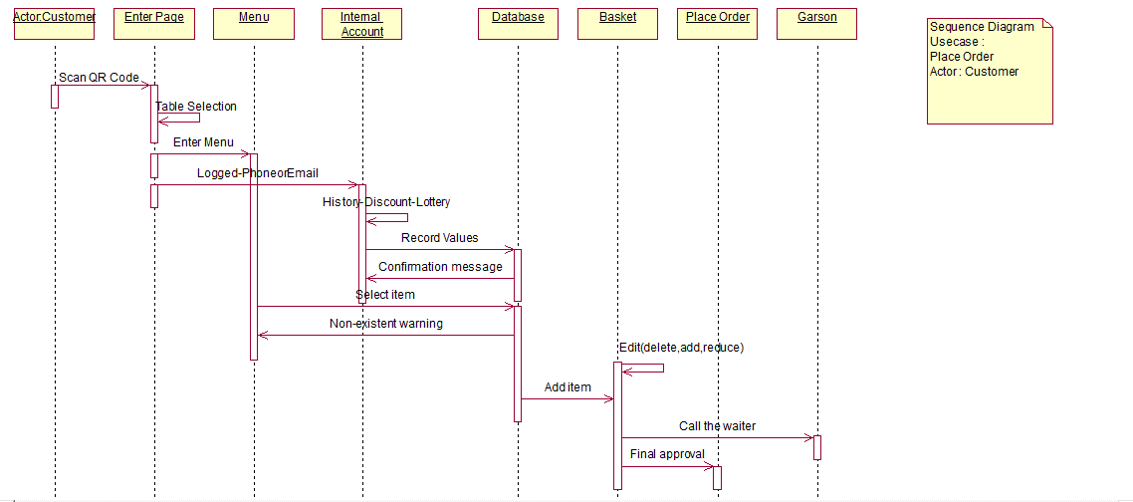 Actor:Customer
Enter Page
Menu
Internal
Account
Database
Basket
Place Order
Garson
Sequence Diagram
Usecase :
Place Order
Actor : Customer
Scan QR Code
Table Selection
Enter Menu
Logged-PhoneorEmail
History-Discount-Lottery
Record Values
Confirmation message
Select item
Non-existent warning
Edit(delete,add,reduce)
Add item
Call the waiter
Final approval